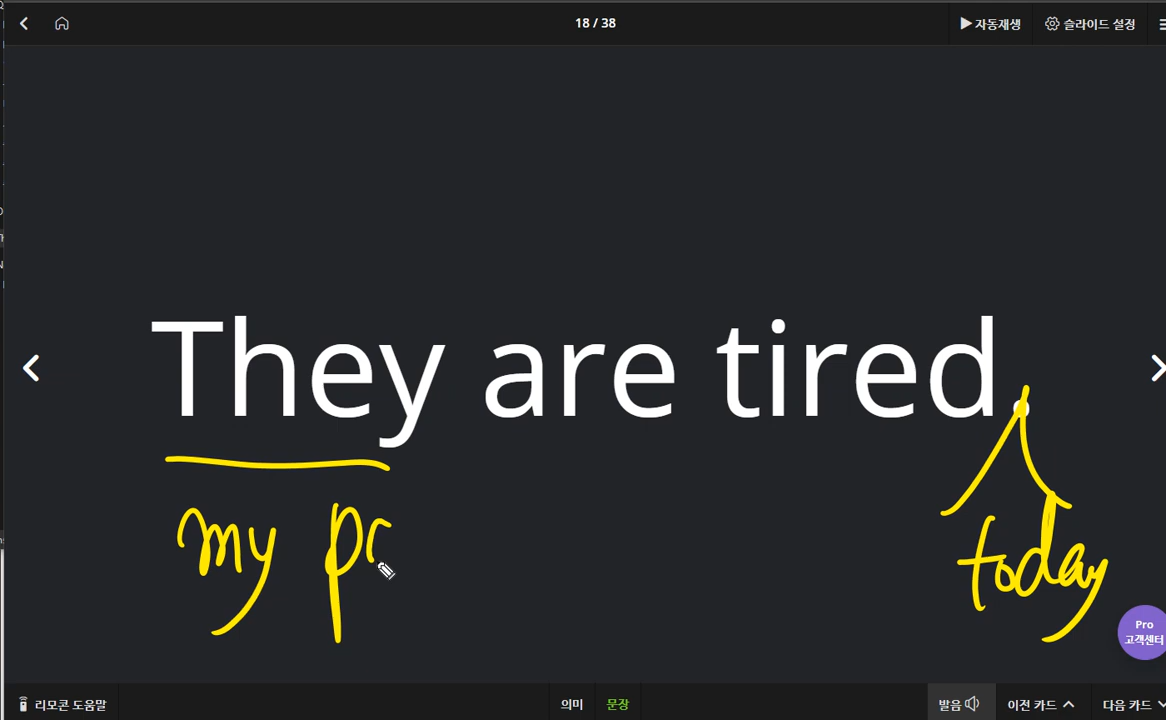 18 / 38
자동재생
슬라이드 설정
They are tired.
my
today
Pro
고객센터
리모콘 도움말
의미
문장
발음
이전 카드
다음 카드